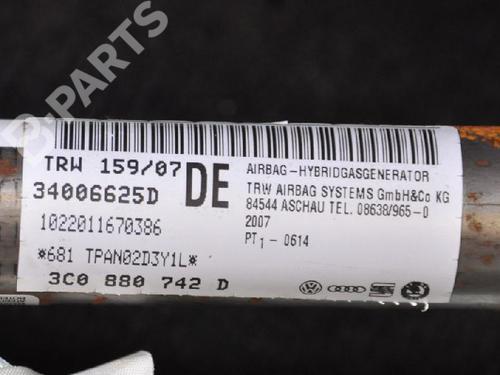 B-PARTS
TRW 159/07 DE
34006625D
1022011670386
*681 TPAN02D3Y1L*
3C0 880 742 D
AIRBAG-HYBRIDGASGENERATOR
TRW AIRBAG SYSTEMS GmbH&Co KG
84544 ASCHAU TEL. 08638/965-0
2007
PT1 - 0614